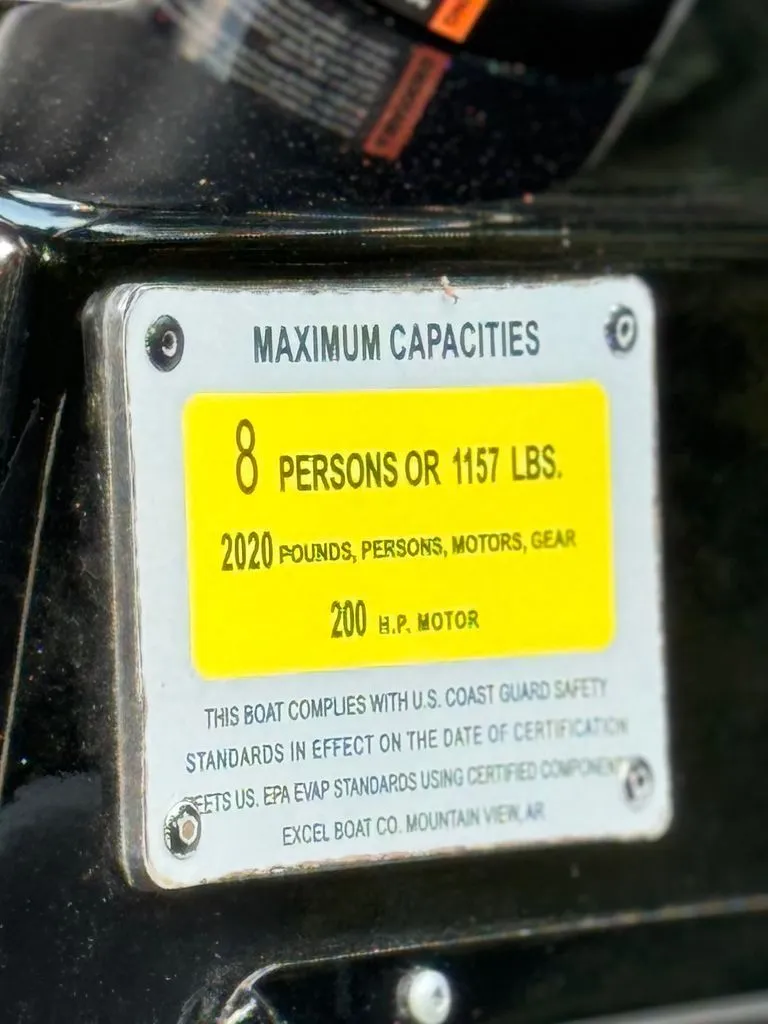 MAXIMUM CAPACITIES
8 PERSONS OR 1157 LBS.
2020 POUNDS, PERSONS, MOTORS, GEAR
200 H.P. MOTOR
THIS BOAT COMPLIES WITH U.S. COAST GUARD SAFETY
STANDARDS IN EFFECT ON THE DATE OF CERTIFICATION
US. EPA EVAP STANDARDS USING CERTIFIED
EXCEL BOAT CO. MOUNTAIN VIEW, AR